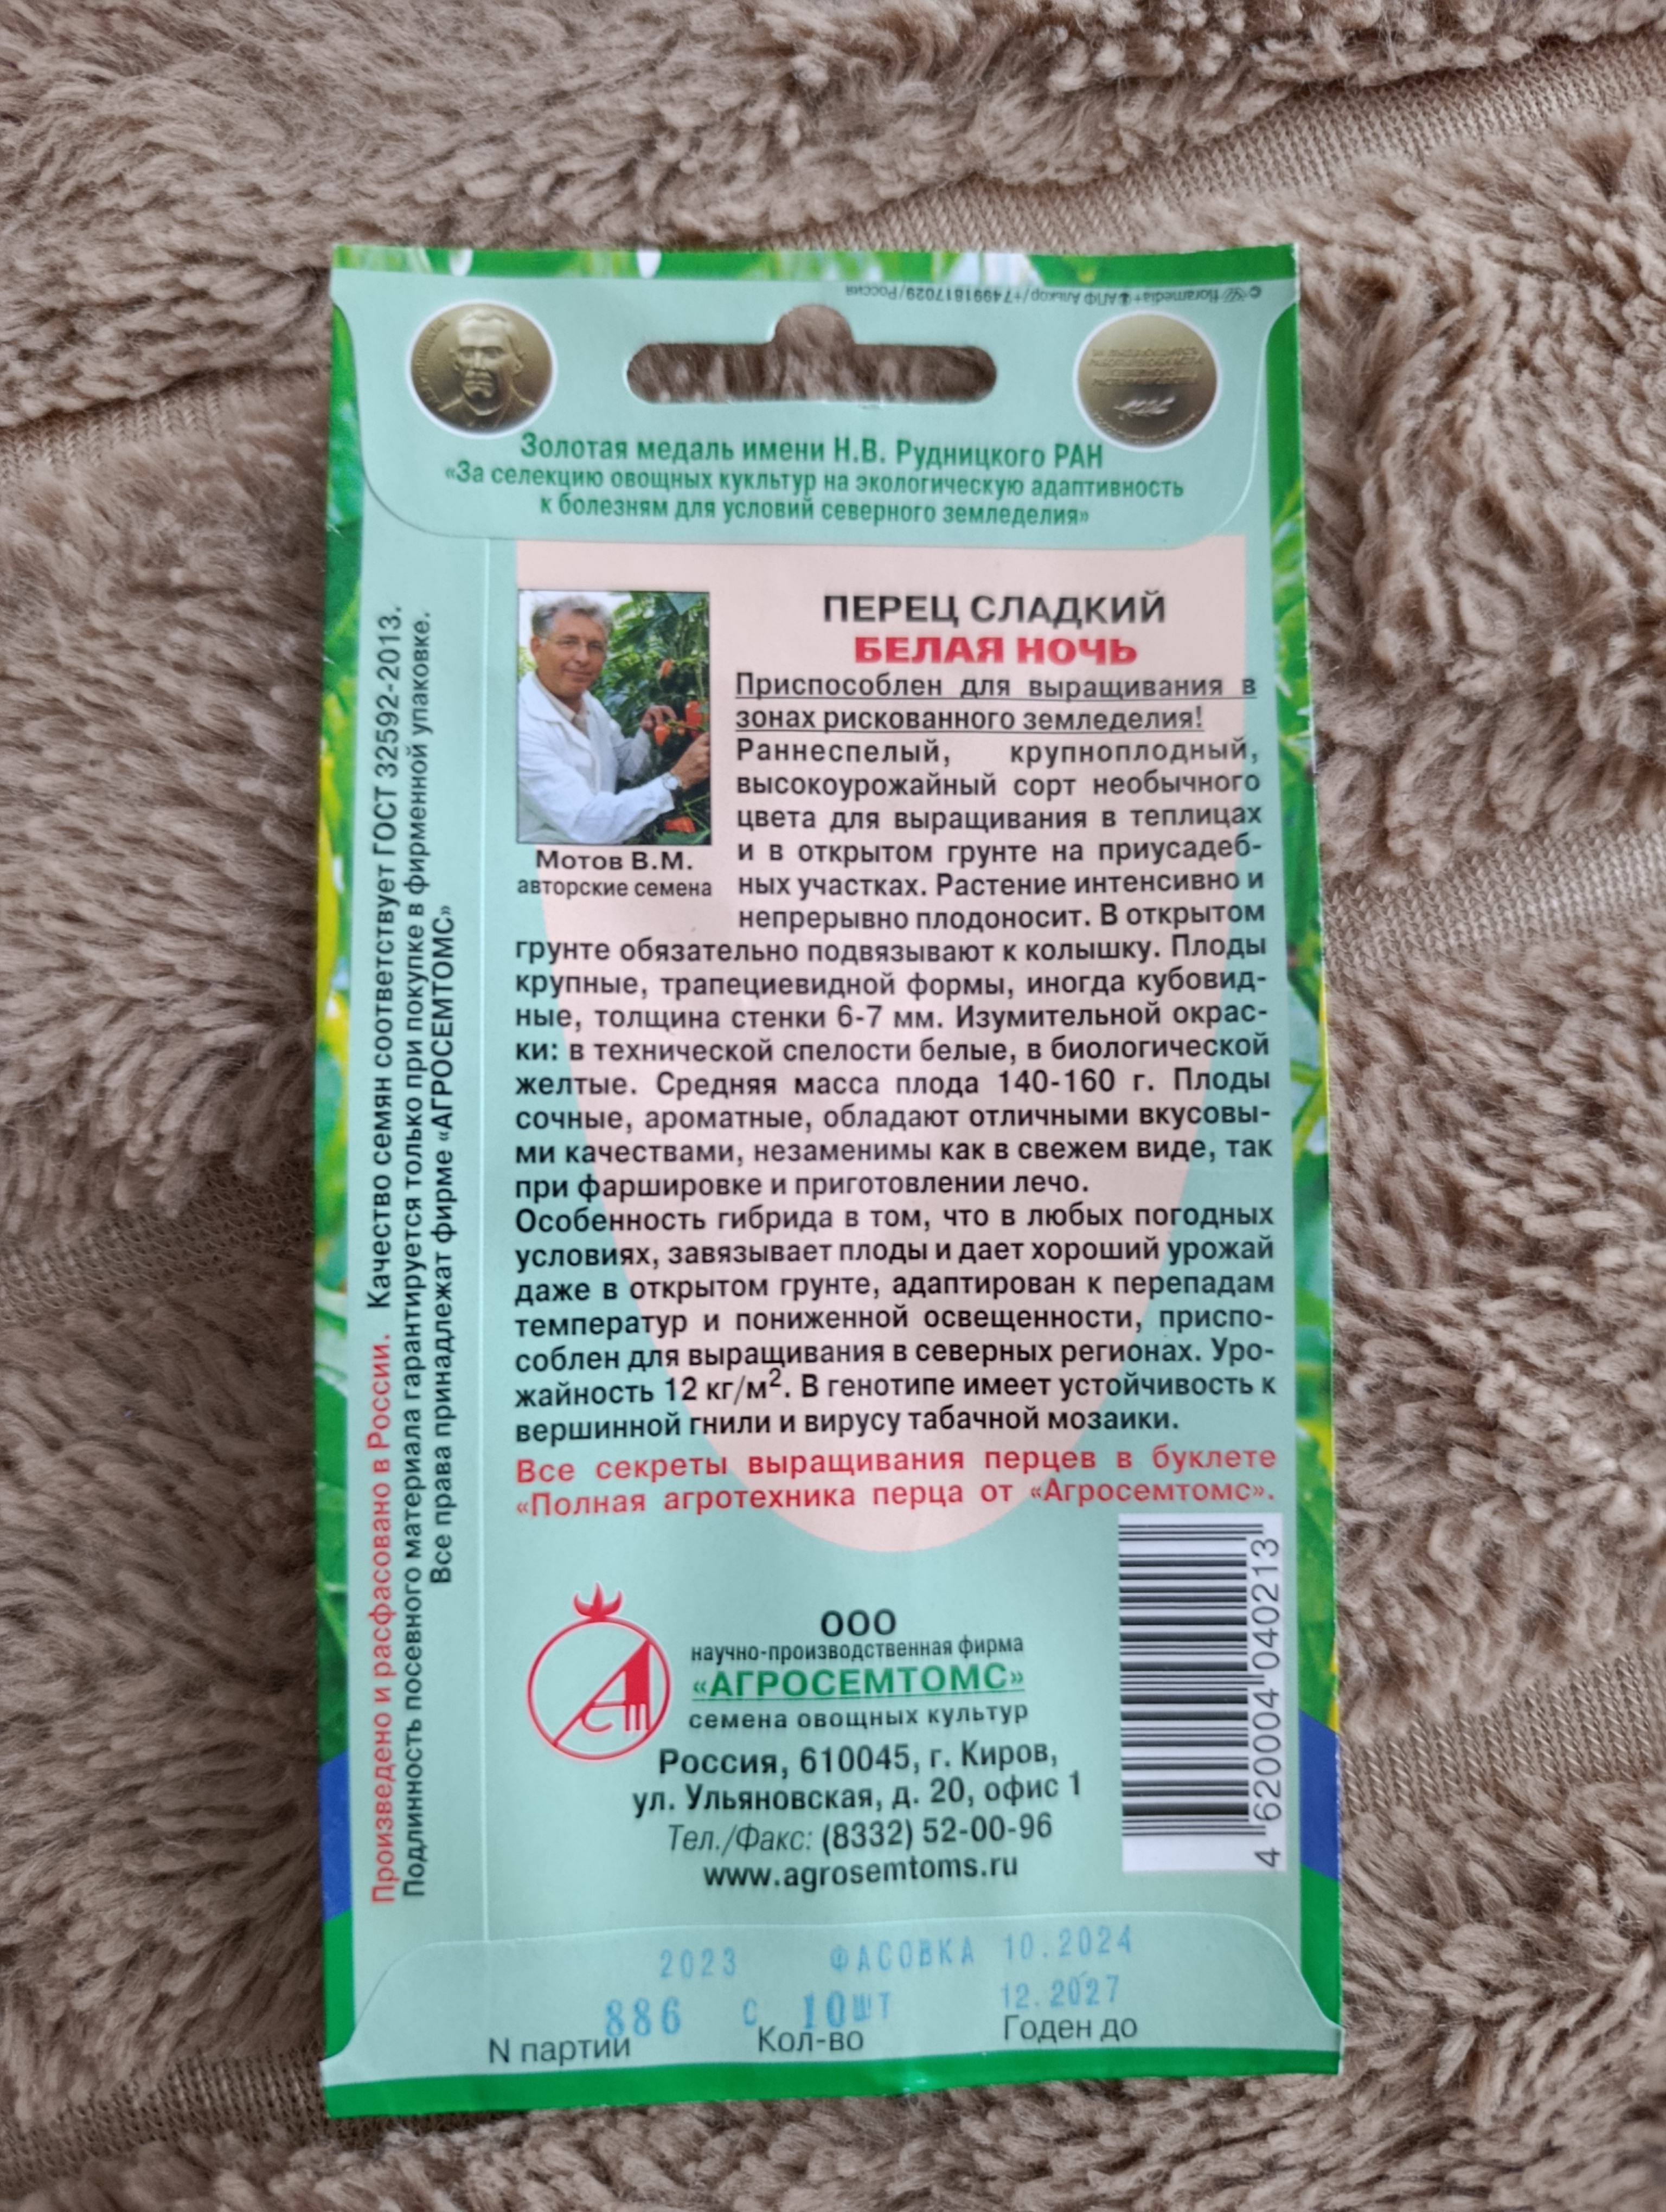 © floramedia+ АПФ Алькор/+74991817029/Россия
Золотая медаль имени Н.В. Рудницкого РАН
«За селекцию овощных кукльтур на экологическую адаптивность
к болезням для условий северного земледелия»
ПЕРЕЦ СЛАДКИЙ
БЕЛАЯ НОЧЬ
Приспособлен для выращивания в
зонах рискованного земледелия!
Раннеспелый, крупноплодный,
высокоурожайный сорт необычного
цвета для выращивания в теплицах
и в открытом грунте на приусадеб-
ных участках. Растение интенсивно и
непрерывно плодоносит. В открытом
Мотов В.М.
авторские семена
грунте обязательно подвязывают к колышку. Плоды
крупные, трапециевидной формы, иногда кубовид-
ные, толщина стенки 6-7 мм. Изумительной окрас-
ки: в технической спелости белые, в биологической
желтые. Средняя масса плода 140-160 г. Плоды
сочные, ароматные, обладают отличными вкусовы-
ми качествами, незаменимы как в свежем виде, так
при фаршировке и приготовлении лечо.
Особенность гибрида в том, что в любых погодных
условиях, завязывает плоды и дает хороший урожай
даже в открытом грунте, адаптирован к перепадам
температур и пониженной освещенности, приспо-
соблен для выращивания в северных регионах. Уро-
жайность 12 кг/м². В генотипе имеет устойчивость к
вершинной гнили и вирусу табачной мозаики.
Все секреты выращивания перцев в буклете
«Полная агротехника перца от «Агросемтомс».
ООО
научно-производственная фирма
«АГРОСЕМТОМС»
семена овощных культур
Россия, 610045, г. Киров,
ул. Ульяновская, д. 20, офис 1
Тел./Факс: (8332) 52-00-96
www.agrosemtoms.ru
4 620004 040213
2023 ФАСОВКА 10.2024
886 С 10ШТ 12.2027
N партии Кол-во Годен до
Произведено и расфасовано в России. Качество семян соответствует ГОСТ 32592-2013.
Подлинность посевного материала гарантируется только при покупке в фирменной упаковке.
Все права принадлежат фирме «АГРОСЕМТОМС»